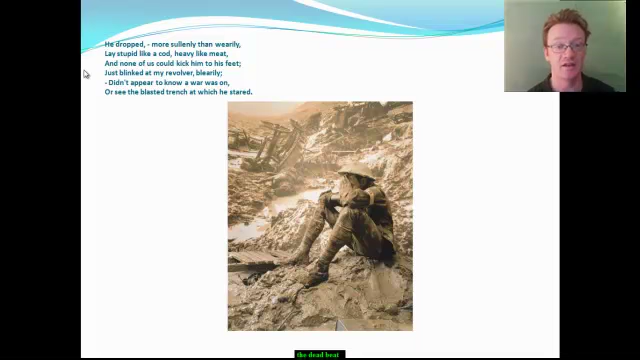 He dropped, - more sullenly than wearily,
Lay stupid like a cod, heavy like meat,
And none of us could kick him to his feet;
Just blinked at my revolver, blearily;
- Didn't appear to know a war was on,
Or see the blasted trench at which he stared.
the dead beat